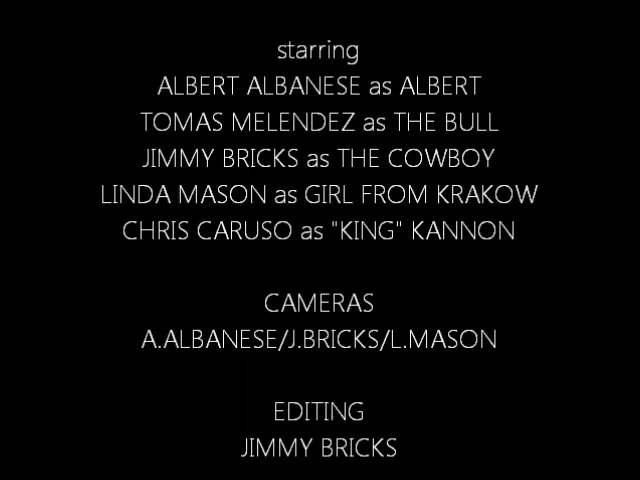 starring
ALBERT ALBANESE as ALBERT
TOMAS MELENDEZ as THE BULL
JIMMY BRICKS as THE COWBOY
LINDA MASON as GIRL FROM KRAKOW
CHRIS CARUSO as "KING" KANNON
CAMERAS
A.ALBANESE/J.BRICKS/L.MASON
EDITING
JIMMY BRICKS